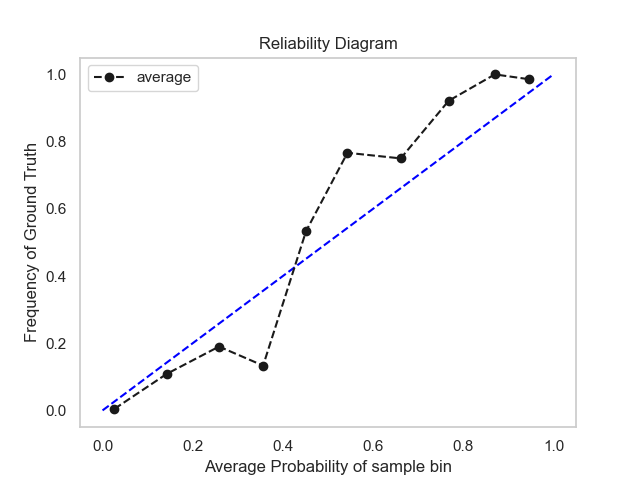 Reliability Diagram
average
Frequency of Ground Truth
1.0
0.8
0.6
0.4
0.2
0.0
0.0 0.2 0.4 0.6 0.8 1.0
Average Probability of sample bin